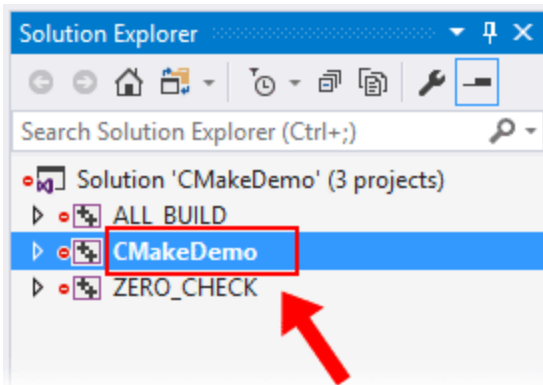 Solution Explorer
Search Solution Explorer (Ctrl+;)
Solution 'CMakeDemo' (3 projects)
ALL_BUILD
CMakeDemo
ZERO_CHECK